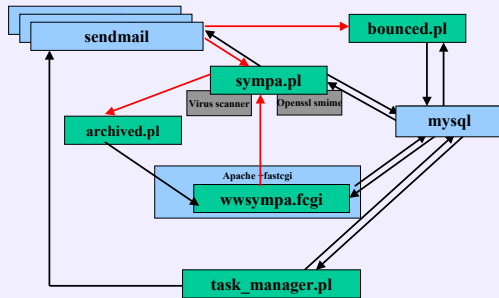 sendmail
bounced.pl
sympa.pl
Virus scanner
Openssl smime
mysql
archived.pl
Apache +fastcgi
wwsympa.fcgi
task_manager.pl